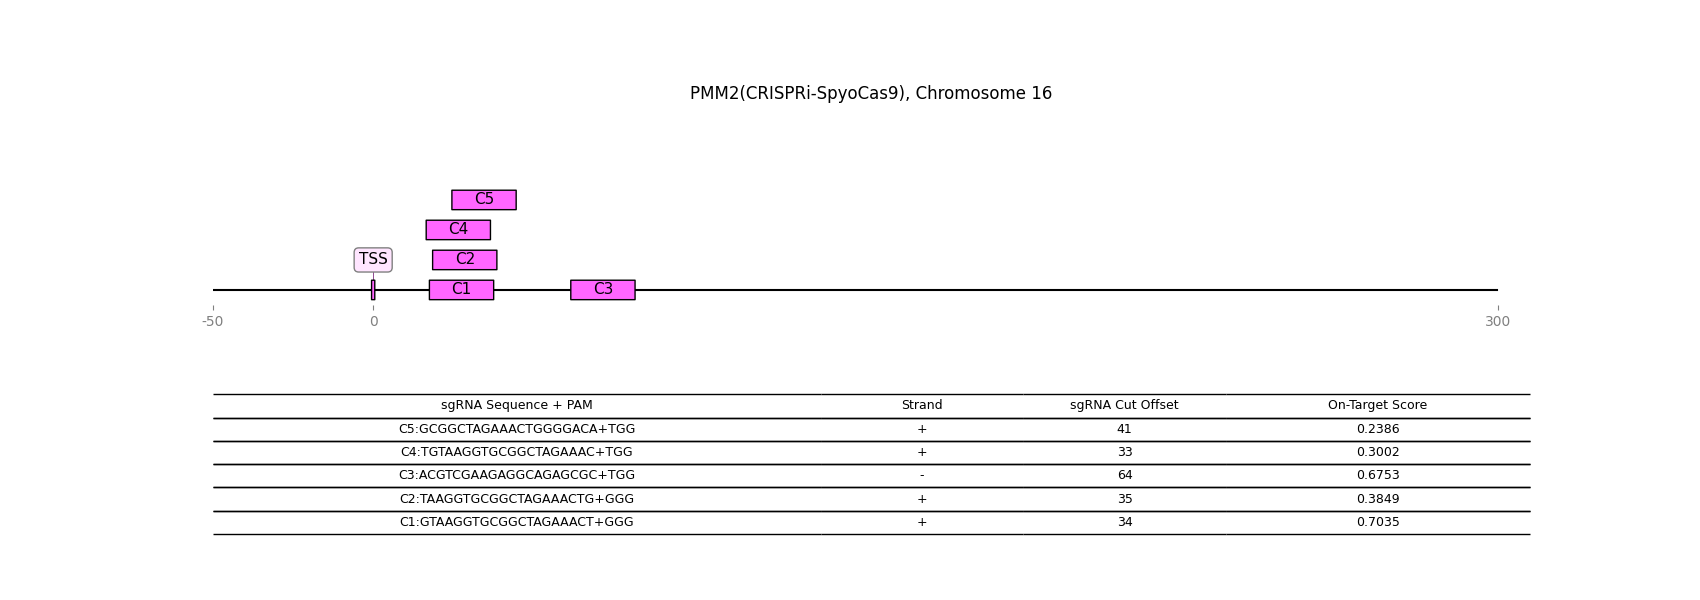 PMM2(CRISPRi-SpyoCas9), Chromosome 16
C5
C4
TSS C2
C1 C3
-50 0 300
sgRNA Sequence + PAM Strand sgRNA Cut Offset On-Target Score
C5:GCGGCTAGAAACTGGGGACA+TGG + 41 0.2386
C4:TGTAAGGTGCGGCTAGAAAC+TGG + 33 0.3002
C3:ACGTCGAAGAGGCAGAGCGC+TGG - 64 0.6753
C2:TAAGGTGCGGCTAGAAACTG+GGG + 35 0.3849
C1:GTAAGGTGCGGCTAGAAACT+GGG + 34 0.7035